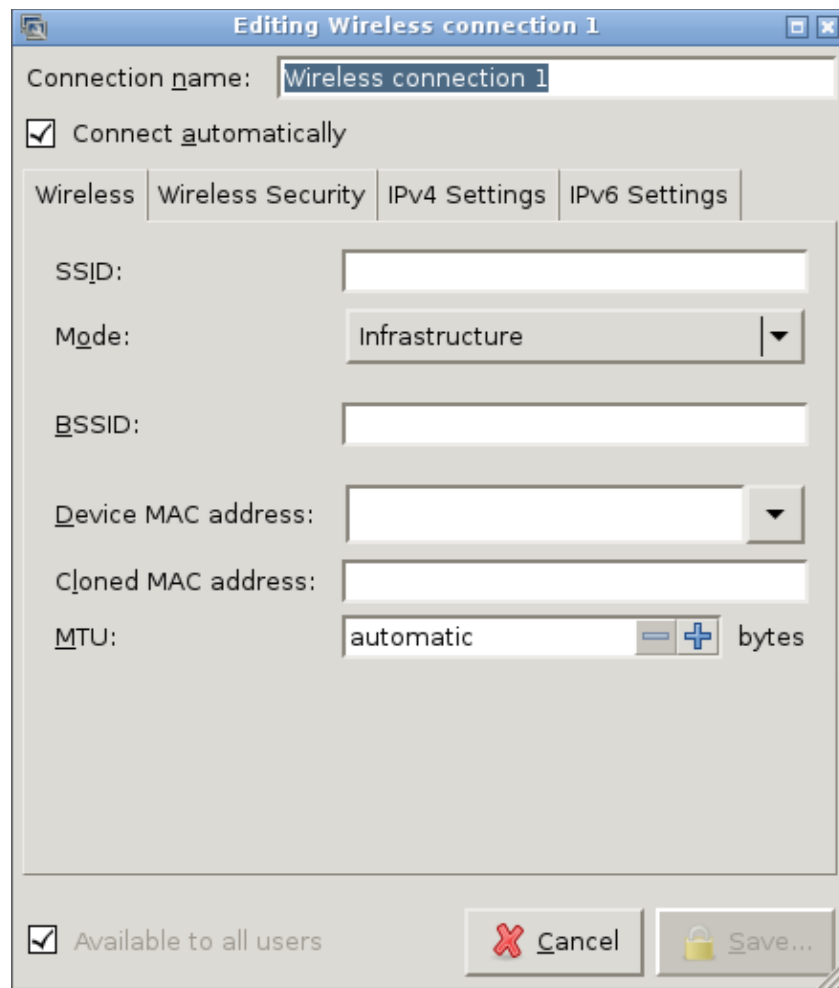 Editing Wireless connection 1
Connection name: Wireless connection 1
Connect automatically
Wireless Wireless Security IPv4 Settings IPv6 Settings
SSID:
Mode: Infrastructure
BSSID:
Device MAC address:
Cloned MAC address:
MTU: automatic bytes
Available to all users Cancel Save...